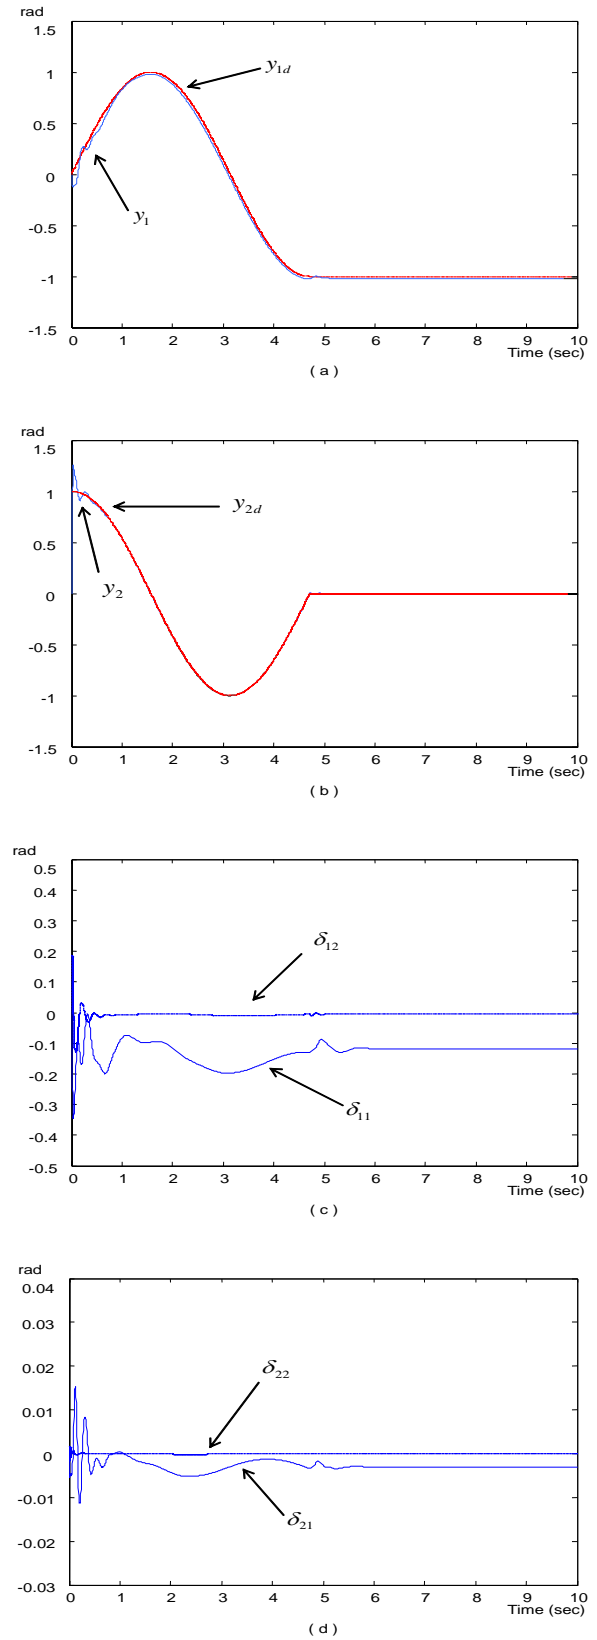 rad
1.5
1
0.5
0
-0.5
-1
-1.5
y1d
y1
0 1 2 3 4 5 6 7 8 9 10
Time (sec)
( a )
rad
1.5
1
0.5
0
-0.5
-1
-1.5
y2d
y2
0 1 2 3 4 5 6 7 8 9 10
Time (sec)
( b )
rad
0.5
0.4
0.3
0.2
0.1
0
-0.1
-0.2
-0.3
-0.4
-0.5
δ12
δ11
0 1 2 3 4 5 6 7 8 9 10
Time (sec)
( c )
rad
0.04
0.03
0.02
0.01
0
-0.01
-0.02
-0.03
δ22
δ21
0 1 2 3 4 5 6 7 8 9 10
Time (sec)
( d )